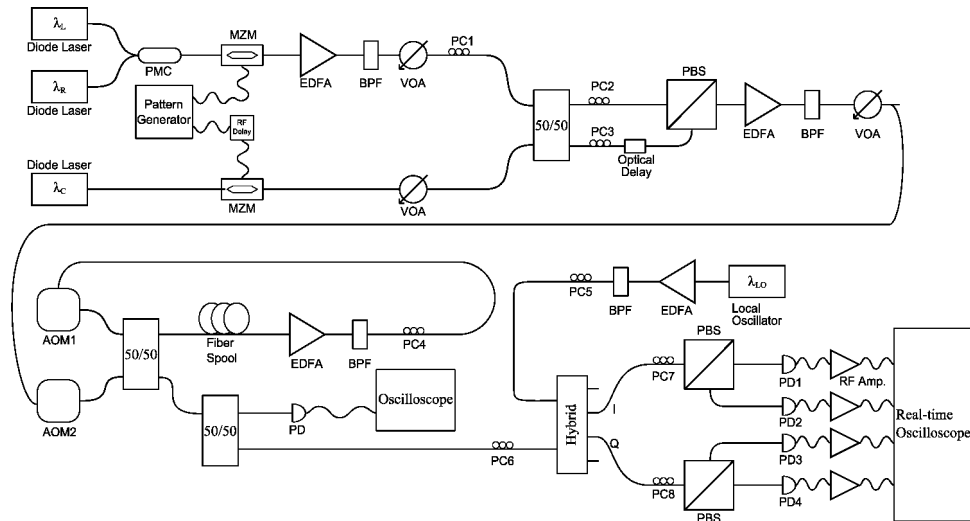 λL
Diode Laser
λR
Diode Laser
PMC
MZM
Pattern
Generator
RF
Delay
EDFA
BPF
VOA
PC1
Diode Laser
λC
MZM
VOA
50/50
PC2
PC3
Optical
Delay
PBS
EDFA
BPF
VOA
AOM1
AOM2
50/50
Fiber
Spool
EDFA
BPF
PC4
50/50
PD
Oscilloscope
PC6
PC5
BPF
EDFA
λLO
Local
Oscillator
Hybrid
I
Q
PC7
PBS
PC8
PBS
PD1
RF Amp.
PD2
PD3
PD4
Real-time
Oscilloscope